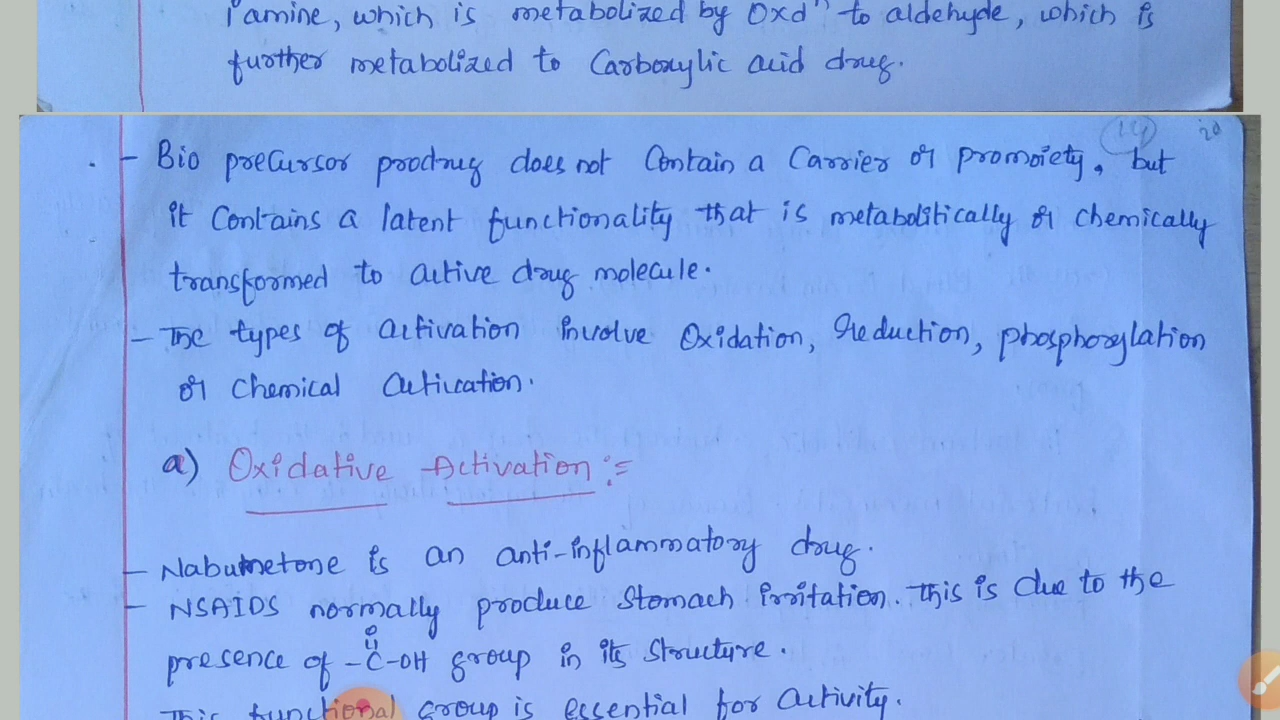 1°amine, which is metabolized by Oxdⁿ to aldehyde, which is
further metabolized to Carboxylic acid drug.
- Bio precursor prodrug does not Contain a Carrier or promoiety, but
it Contains a latent functionality that is metabolitically or chemically
transformed to active drug molecule.
- The types of activation involve Oxidation, Reduction, phosphorylation
or Chemical Activation.
a) Oxidative Activation :=
- Nabumetone is an anti-inflammatory drug.
- NSAIDS normally produce Stomach irritation. This is due to the
O
presence of -C-OH group in its Structure.
This functional group is essential for activity.